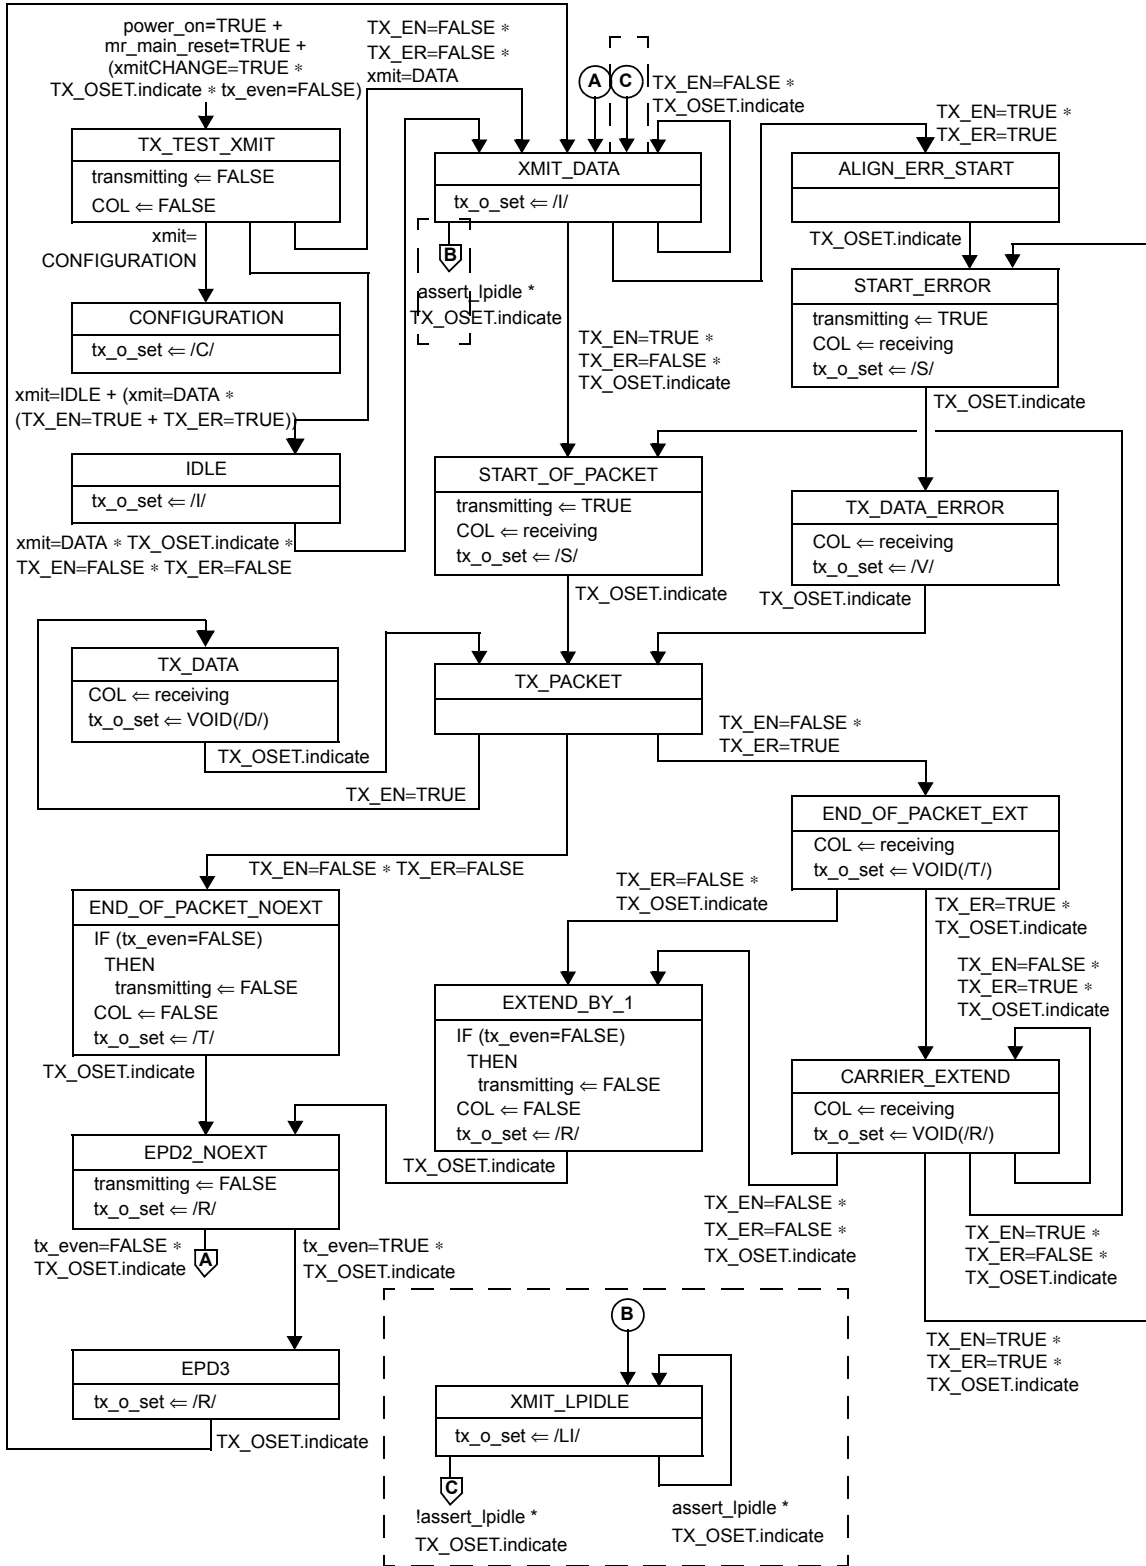 power_on=TRUE +
mr_main_reset=TRUE +
(xmitCHANGE=TRUE *
TX_OSET.indicate * tx_even=FALSE)
TX_TEST_XMIT
transmitting ⇐ FALSE
COL ⇐ FALSE
xmit=
CONFIGURATION
CONFIGURATION
tx_o_set ⇐ /C/
xmit=IDLE + (xmit=DATA *
(TX_EN=TRUE + TX_ER=TRUE))
IDLE
tx_o_set ⇐ /I/
xmit=DATA * TX_OSET.indicate *
TX_EN=FALSE * TX_ER=FALSE
TX_EN=FALSE *
TX_ER=FALSE *
xmit=DATA
A
C
TX_EN=FALSE *
TX_OSET.indicate
XMIT_DATA
tx_o_set ⇐ /I/
B
assert_lpidle *
TX_OSET.indicate
TX_EN=TRUE *
TX_ER=FALSE *
TX_OSET.indicate
TX_EN=TRUE *
TX_ER=TRUE
ALIGN_ERR_START
TX_OSET.indicate
START_ERROR
transmitting ⇐ TRUE
COL ⇐ receiving
tx_o_set ⇐ /S/
TX_OSET.indicate
START_OF_PACKET
transmitting ⇐ TRUE
COL ⇐ receiving
tx_o_set ⇐ /S/
TX_OSET.indicate
TX_DATA_ERROR
COL ⇐ receiving
tx_o_set ⇐ /V/
TX_OSET.indicate
TX_DATA
COL ⇐ receiving
tx_o_set ⇐ VOID(/D/)
TX_OSET.indicate
TX_PACKET
TX_EN=TRUE
TX_EN=FALSE *
TX_ER=TRUE
TX_EN=FALSE * TX_ER=FALSE
END_OF_PACKET_EXT
COL ⇐ receiving
tx_o_set ⇐ VOID(/T/)
TX_ER=FALSE *
TX_OSET.indicate
TX_ER=TRUE *
TX_OSET.indicate
END_OF_PACKET_NOEXT
IF (tx_even=FALSE)
THEN
transmitting ⇐ FALSE
COL ⇐ FALSE
tx_o_set ⇐ /T/
TX_OSET.indicate
EXTEND_BY_1
IF (tx_even=FALSE)
THEN
transmitting ⇐ FALSE
COL ⇐ FALSE
tx_o_set ⇐ /R/
TX_OSET.indicate
TX_EN=FALSE *
TX_ER=TRUE *
TX_OSET.indicate
CARRIER_EXTEND
COL ⇐ receiving
tx_o_set ⇐ VOID(/R/)
TX_EN=FALSE *
TX_ER=FALSE *
TX_OSET.indicate
TX_EN=TRUE *
TX_ER=FALSE *
TX_OSET.indicate
TX_EN=TRUE *
TX_ER=TRUE *
TX_OSET.indicate
EPD2_NOEXT
transmitting ⇐ FALSE
tx_o_set ⇐ /R/
tx_even=FALSE *
TX_OSET.indicate
A
tx_even=TRUE *
TX_OSET.indicate
EPD3
tx_o_set ⇐ /R/
TX_OSET.indicate
B
XMIT_LPIDLE
tx_o_set ⇐ /LI/
C
!assert_lpidle *
TX_OSET.indicate
assert_lpidle *
TX_OSET.indicate